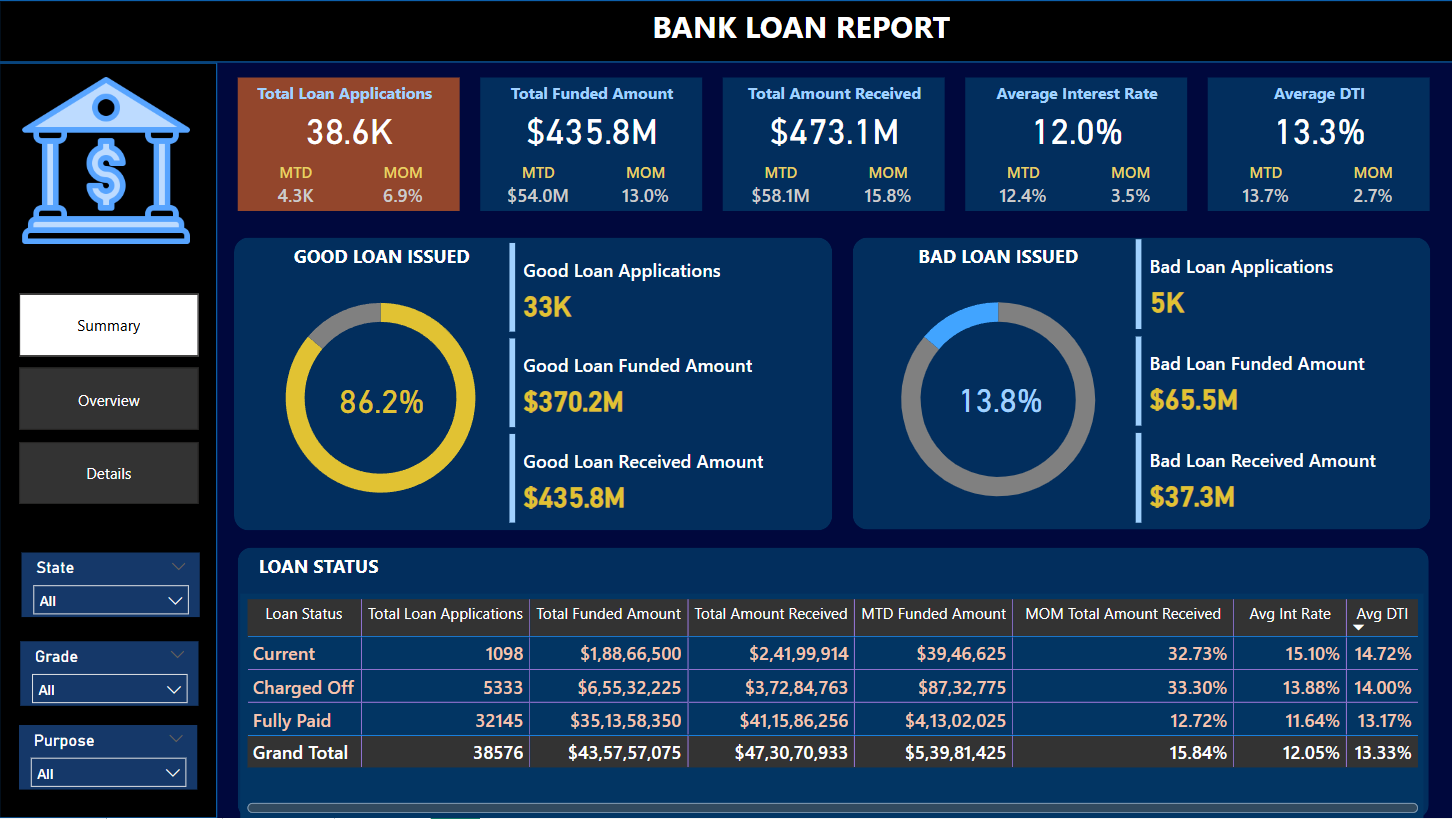 BANK LOAN REPORT
$
Summary
Overview
Details
State
All
Grade
All
Purpose
All
Total Loan Applications
38.6K
MTD MOM
4.3K 6.9%
Total Funded Amount
$435.8M
MTD MOM
$54.0M 13.0%
Total Amount Received
$473.1M
MTD MOM
$58.1M 15.8%
Average Interest Rate
12.0%
MTD MOM
12.4% 3.5%
Average DTI
13.3%
MTD MOM
13.7% 2.7%
GOOD LOAN ISSUED
86.2%
Good Loan Applications
33K
Good Loan Funded Amount
$370.2M
Good Loan Received Amount
$435.8M
BAD LOAN ISSUED
13.8%
Bad Loan Applications
5K
Bad Loan Funded Amount
$65.5M
Bad Loan Received Amount
$37.3M
LOAN STATUS
Loan Status Total Loan Applications Total Funded Amount Total Amount Received MTD Funded Amount MOM Total Amount Received Avg Int Rate Avg DTI
Current 1098 $1,88,66,500 $2,41,99,914 $39,46,625 32.73% 15.10% 14.72%
Charged Off 5333 $6,55,32,225 $3,72,84,763 $87,32,775 33.30% 13.88% 14.00%
Fully Paid 32145 $35,13,58,350 $41,15,86,256 $4,13,02,025 12.72% 11.64% 13.17%
Grand Total 38576 $43,57,57,075 $47,30,70,933 $5,39,81,425 15.84% 12.05% 13.33%